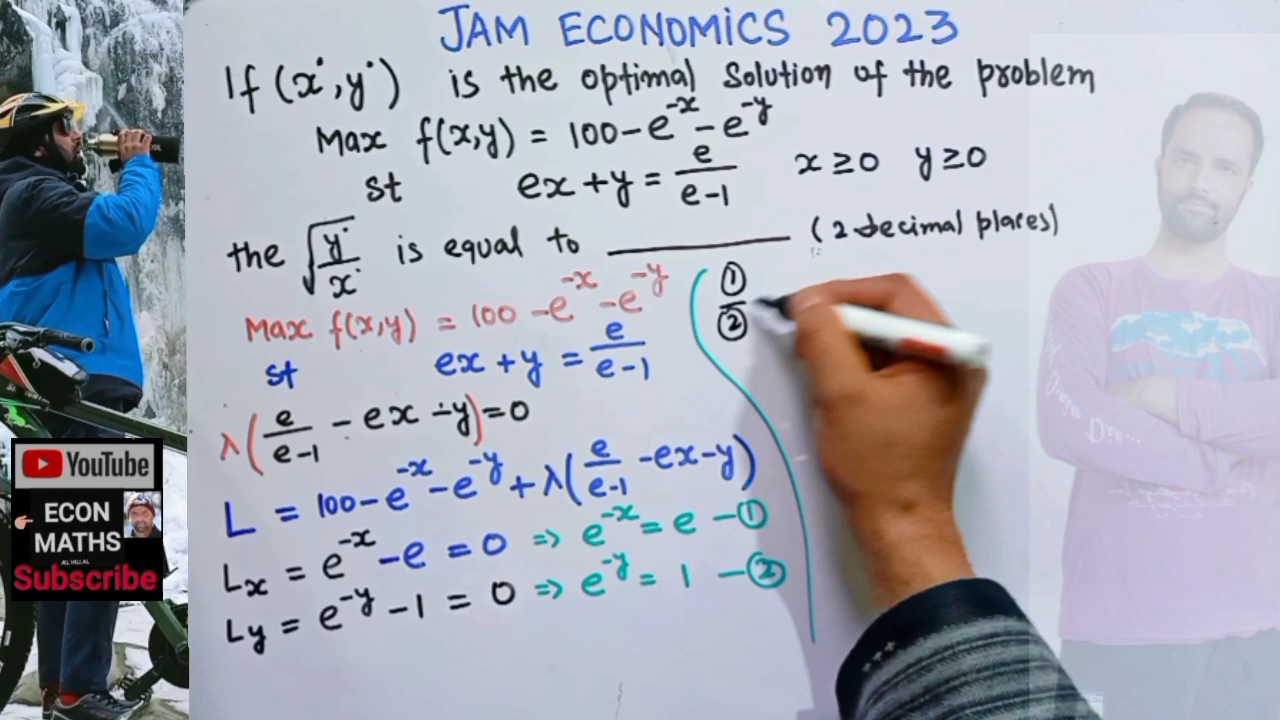 JAM ECONOMICS 2023
If (x*, y*) is the optimal Solution of the problem
Max f(x,y) = 100 - e^-x - e^-y
st ex + y = e/(e-1) x ≥ 0 y ≥ 0
the √(y*/x*) is equal to ________ (2 decimal places)
Max f(x,y) = 100 - e^-x - e^-y
st ex + y = e/(e-1)
λ(e/(e-1) - ex - y) = 0
L = 100 - e^-x - e^-y + λ(e/(e-1) - ex - y)
Lx = e^-x - e = 0 ⇒ e^-x = e - ①
Ly = e^-y - 1 = 0 ⇒ e^-y = 1 - ②
①
②
YouTube
ECON
MATHS
Subscribe